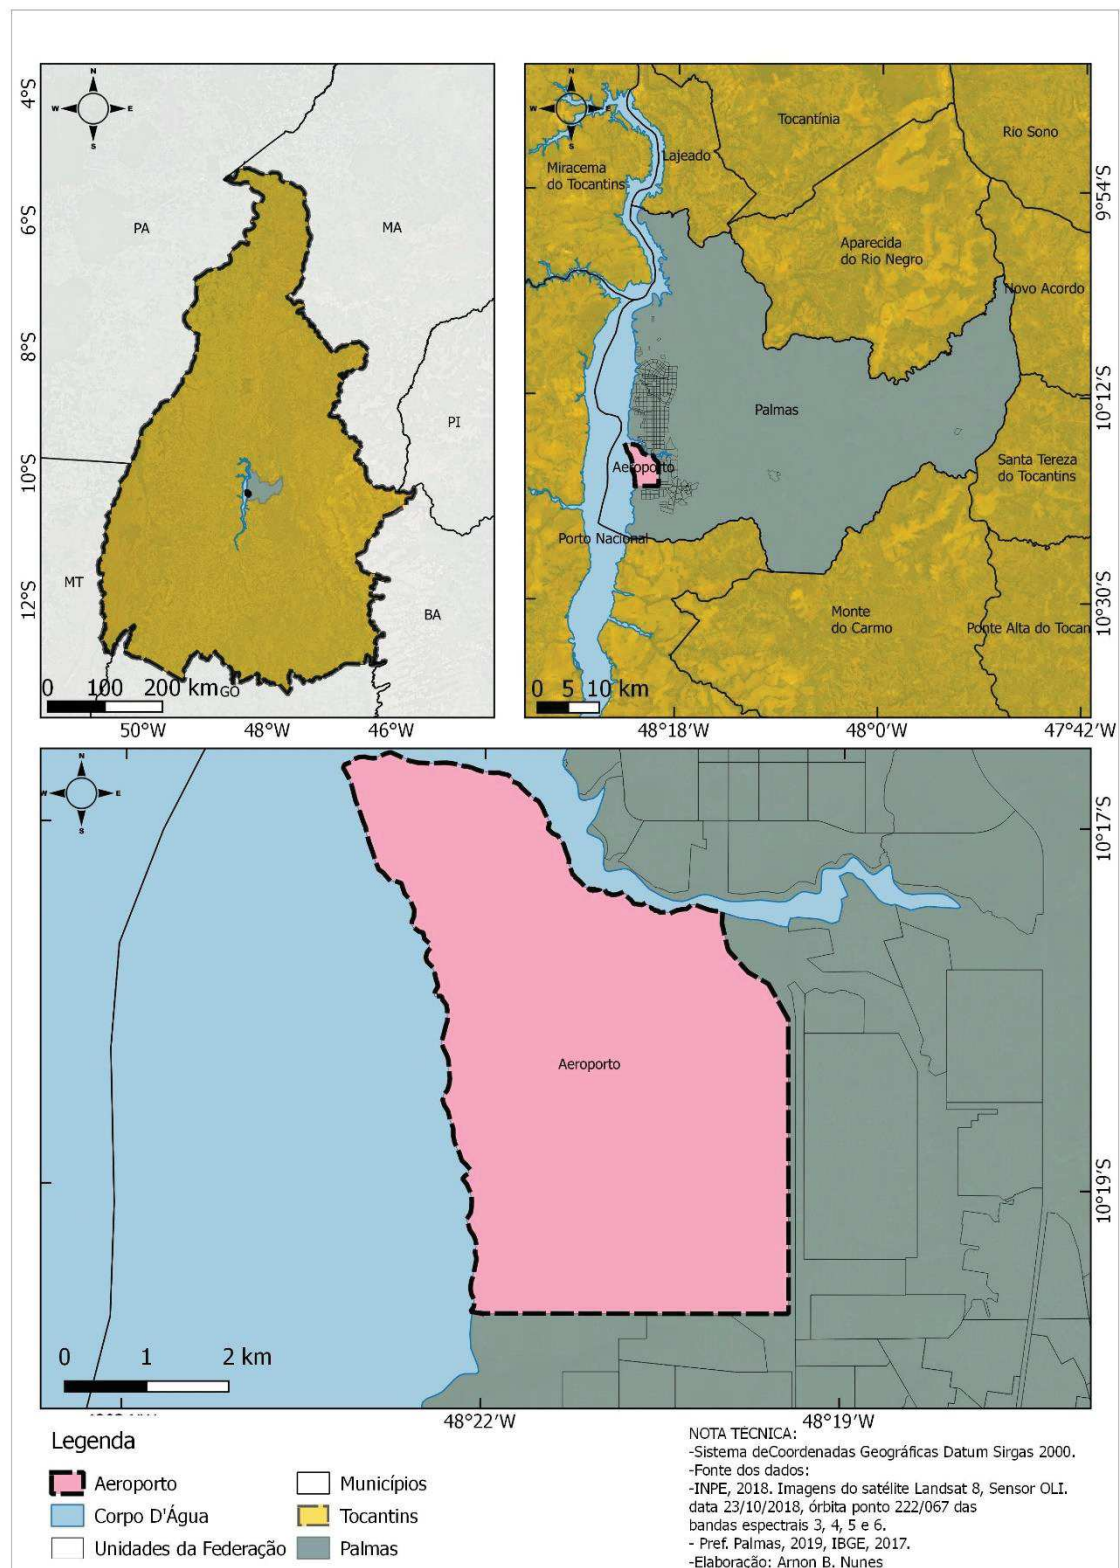 N
W E
S
4°S
6°S
8°S
10°S
12°S
PA
MA
PI
MT
BA
GO
0 100 200 km
50°W 48°W 46°W
N
W E
S
Tocantínia
Rio Sono
Lajeado
Miracema
do Tocantins
Aparecida
do Rio Negro
Novo Acordo
Palmas
Aeroporto
Santa Tereza
do Tocantins
Porto Nacional
Monte
do Carmo
Ponte Alta do Tocan
9°54'S
10°12'S
10°30'S
0 5 10 km
48°18'W 48°0'W 47°42'W
N
W E
S
Aeroporto
10°17'S
10°19'S
0 1 2 km
48°22'W 48°19'W
Legenda
Aeroporto
Corpo D'Água
Unidades da Federação
Municípios
Tocantins
Palmas
NOTA TÉCNICA:
-Sistema deCoordenadas Geográficas Datum Sirgas 2000.
-Fonte dos dados:
-INPE, 2018. Imagens do satélite Landsat 8, Sensor OLI.
data 23/10/2018, órbita ponto 222/067 das
bandas espectrais 3, 4, 5 e 6.
- Pref. Palmas, 2019, IBGE, 2017.
-Elaboração: Arnon B. Nunes